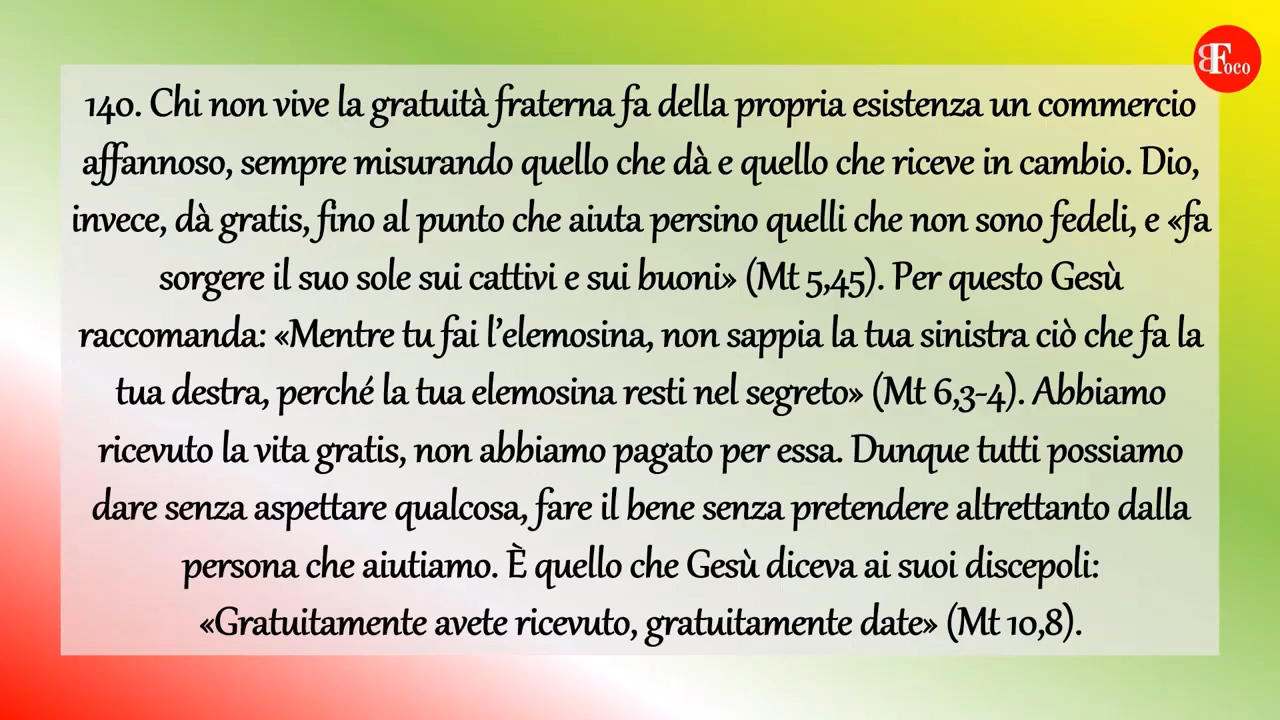 BFoco
140. Chi non vive la gratuità fraterna fa della propria esistenza un commercio
affannoso, sempre misurando quello che dà e quello che riceve in cambio. Dio,
invece, dà gratis, fino al punto che aiuta persino quelli che non sono fedeli, e «fa
sorgere il suo sole sui cattivi e sui buoni» (Mt 5,45). Per questo Gesù
raccomanda: «Mentre tu fai l’elemosina, non sappia la tua sinistra ciò che fa la
tua destra, perché la tua elemosina resti nel segreto» (Mt 6,3-4). Abbiamo
ricevuto la vita gratis, non abbiamo pagato per essa. Dunque tutti possiamo
dare senza aspettare qualcosa, fare il bene senza pretendere altrettanto dalla
persona che aiutiamo. È quello che Gesù diceva ai suoi discepoli:
«Gratuitamente avete ricevuto, gratuitamente date» (Mt 10,8).